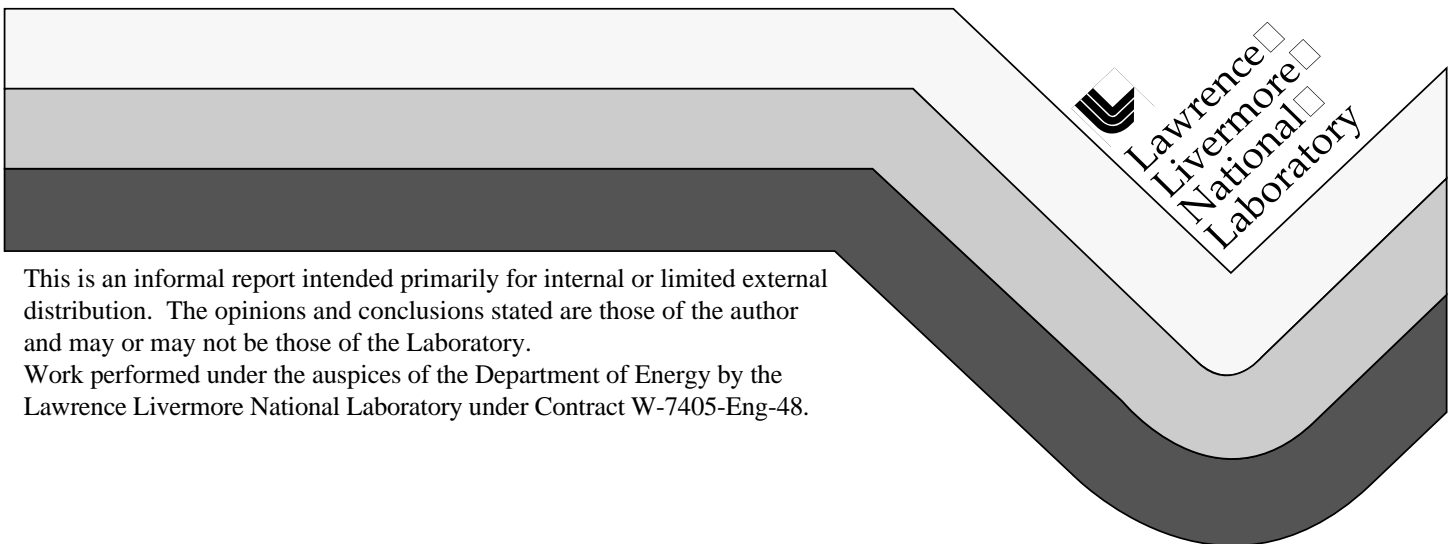 Lawrence
Livermore
National
Laboratory
This is an informal report intended primarily for internal or limited external
distribution.  The opinions and conclusions stated are those of the author
and may or may not be those of the Laboratory.
Work performed under the auspices of the Department of Energy by the
Lawrence Livermore National Laboratory under Contract W-7405-Eng-48.